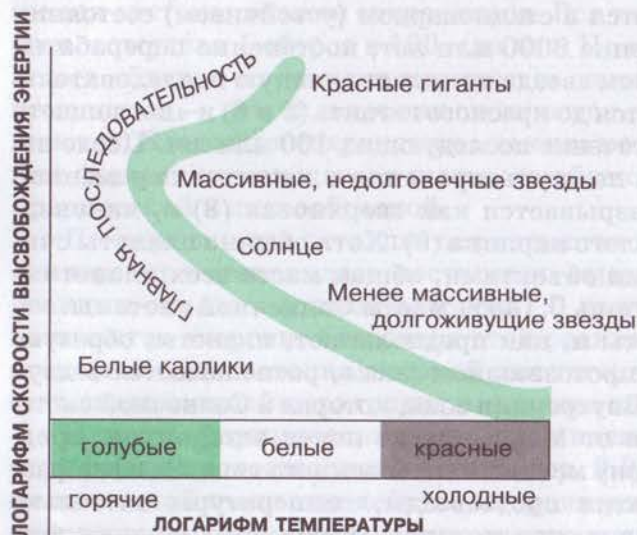 ЛОГАРИФМ СКОРОСТИ ВЫСВОБОЖДЕНИЯ ЭНЕРГИИ
ГЛАВНАЯ ПОСЛЕДОВАТЕЛЬНОСТЬ
Красные гиганты
Массивные, недолговечные звезды
Солнце
Менее массивные,
долгоживущие звезды
Белые карлики
голубые белые красные
горячие холодные
ЛОГАРИФМ ТЕМПЕРАТУРЫ